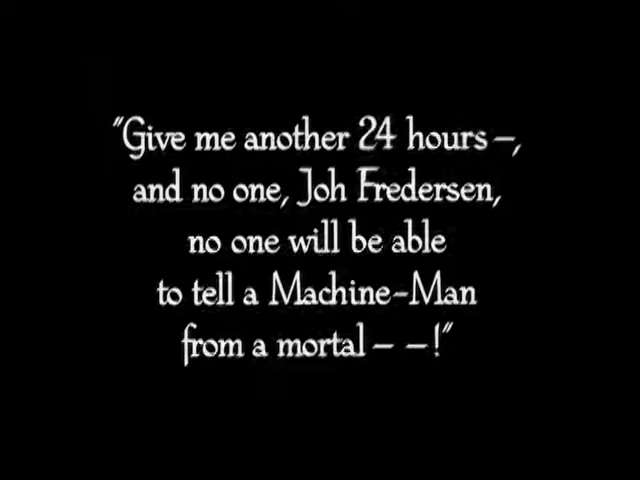 "Give me another 24 hours—,
and no one, Joh Fredersen,
no one will be able
to tell a Machine-Man
from a mortal — —!"